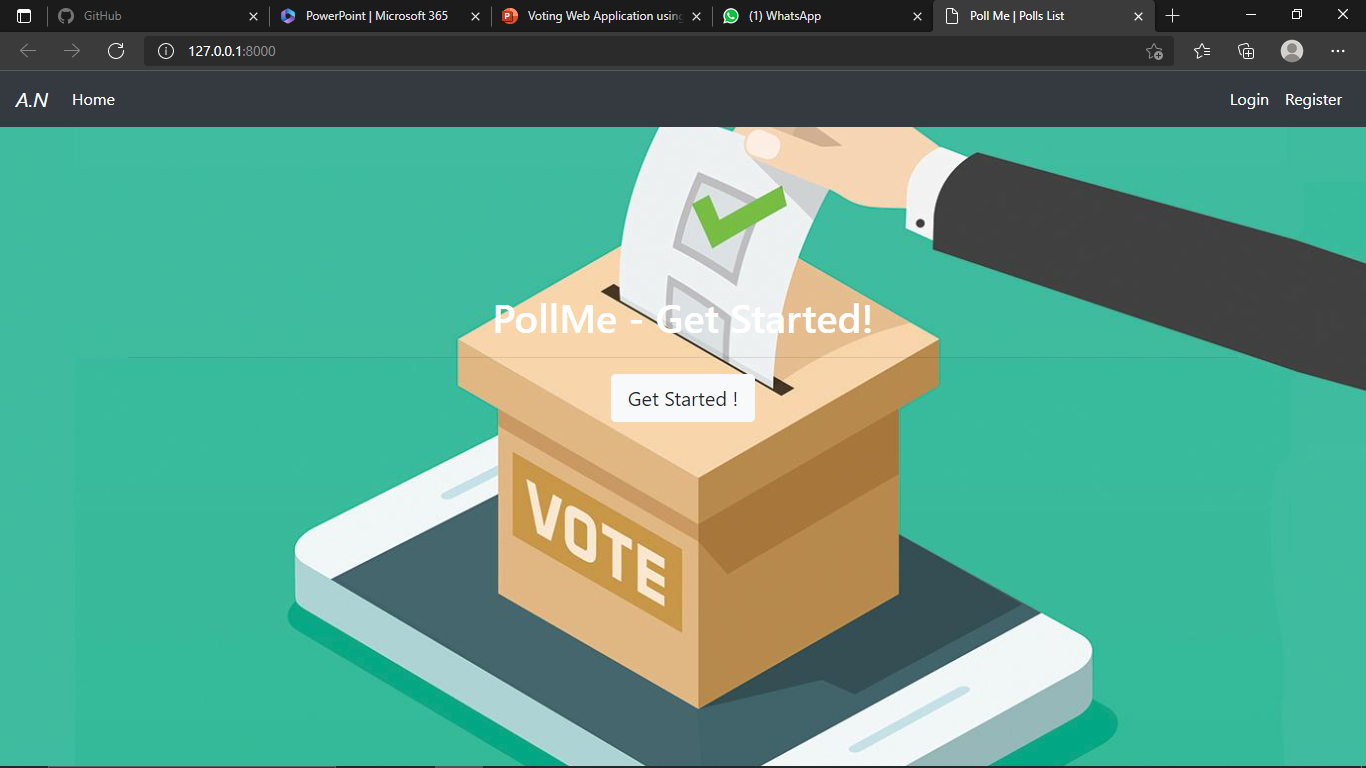 GitHub
PowerPoint | Microsoft 365
Voting Web Application using
(1) WhatsApp
Poll Me | Polls List
127.0.0.1:8000
A.N
Home
Login
Register
PollMe - Get Started!
Get Started !
VOTE